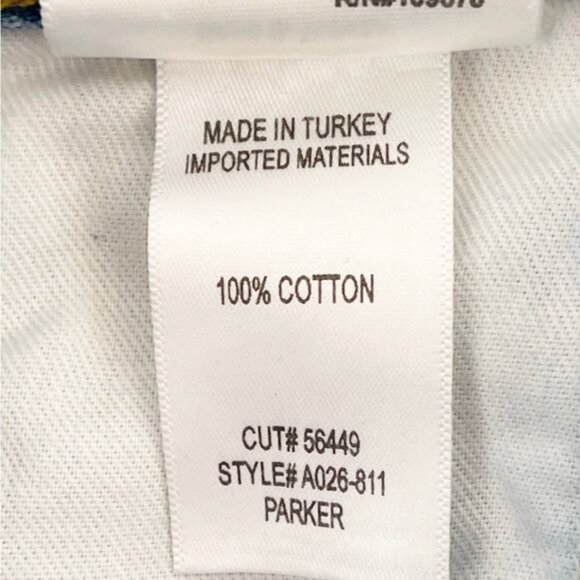 MADE IN TURKEY
IMPORTED MATERIALS
100% COTTON
CUT# 56449
STYLE# A026-811
PARKER